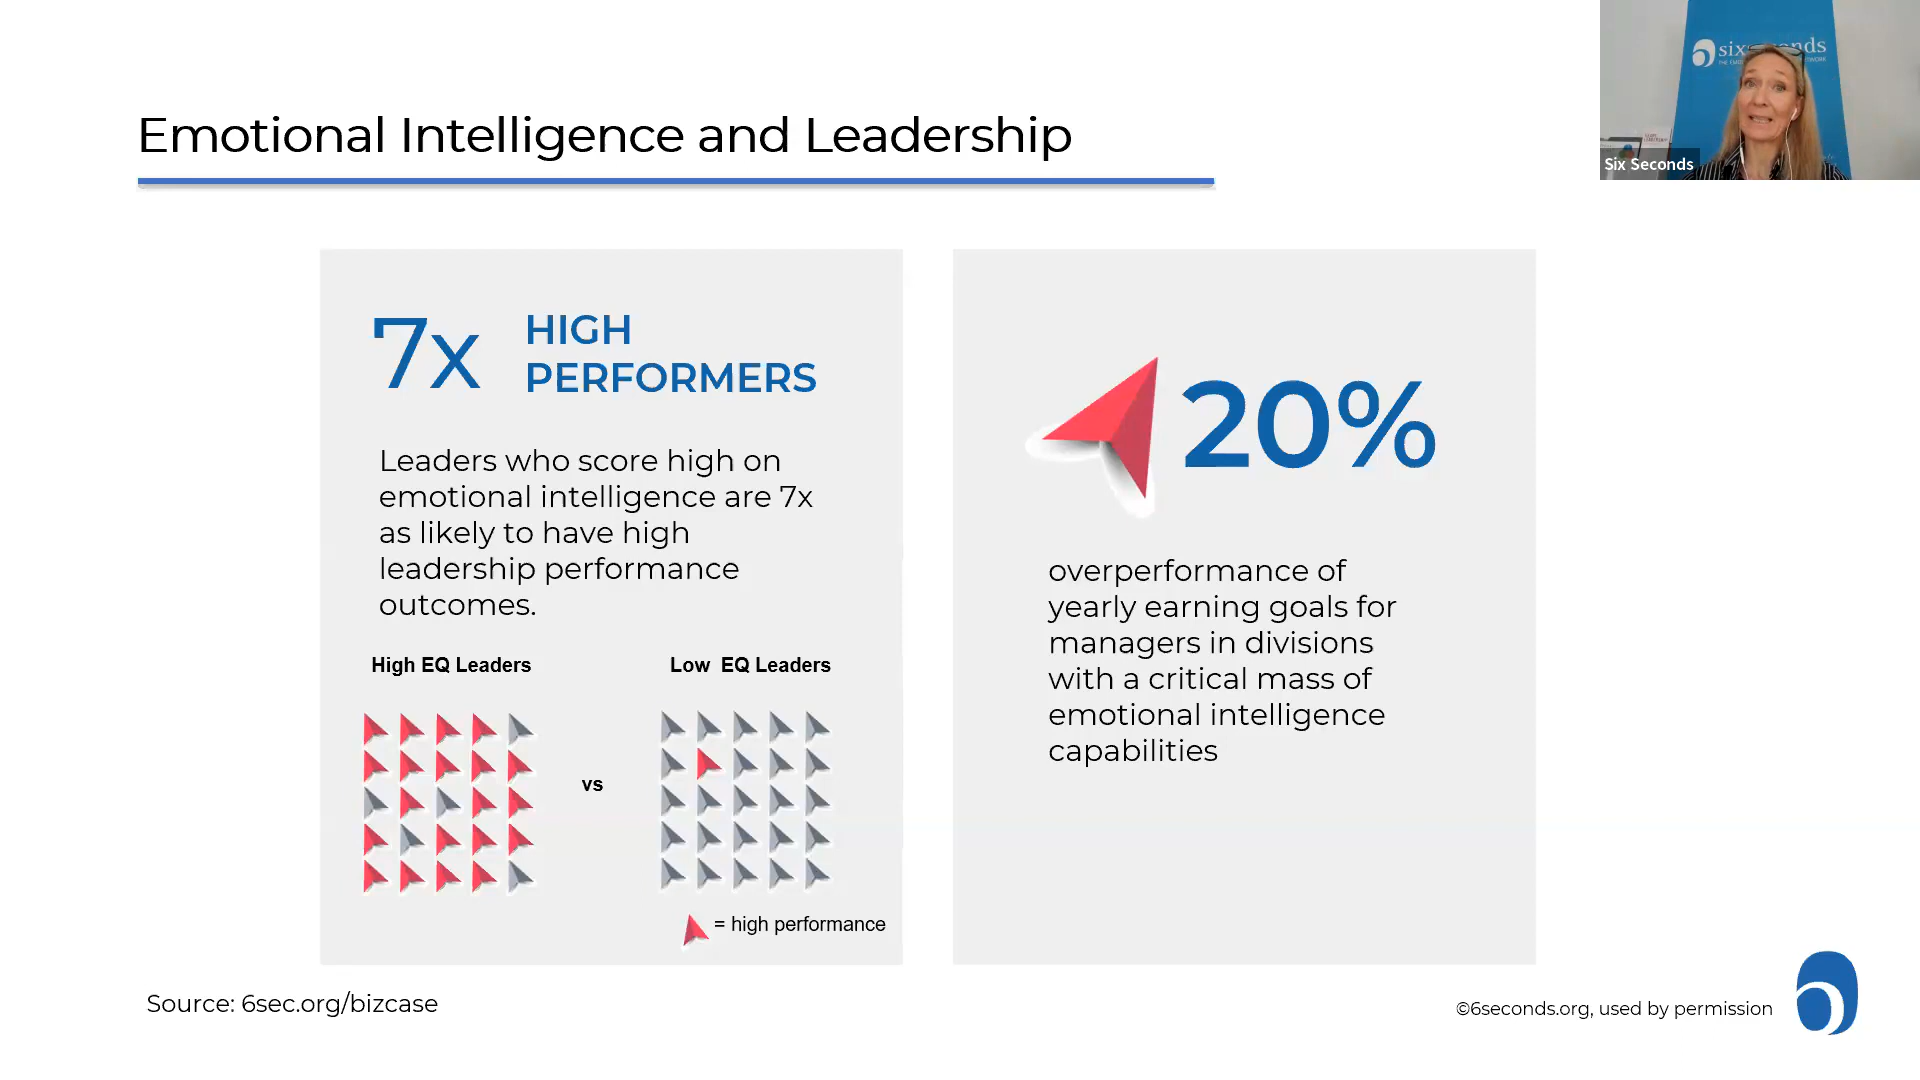 Emotional Intelligence and Leadership
six seconds
Six Seconds
7x
HIGH
PERFORMERS
Leaders who score high on
emotional intelligence are 7x
as likely to have high
leadership performance
outcomes.
High EQ Leaders
Low EQ Leaders
vs
= high performance
20%
overperformance of
yearly earning goals for
managers in divisions
with a critical mass of
emotional intelligence
capabilities
Source: 6sec.org/bizcase
©6seconds.org, used by permission